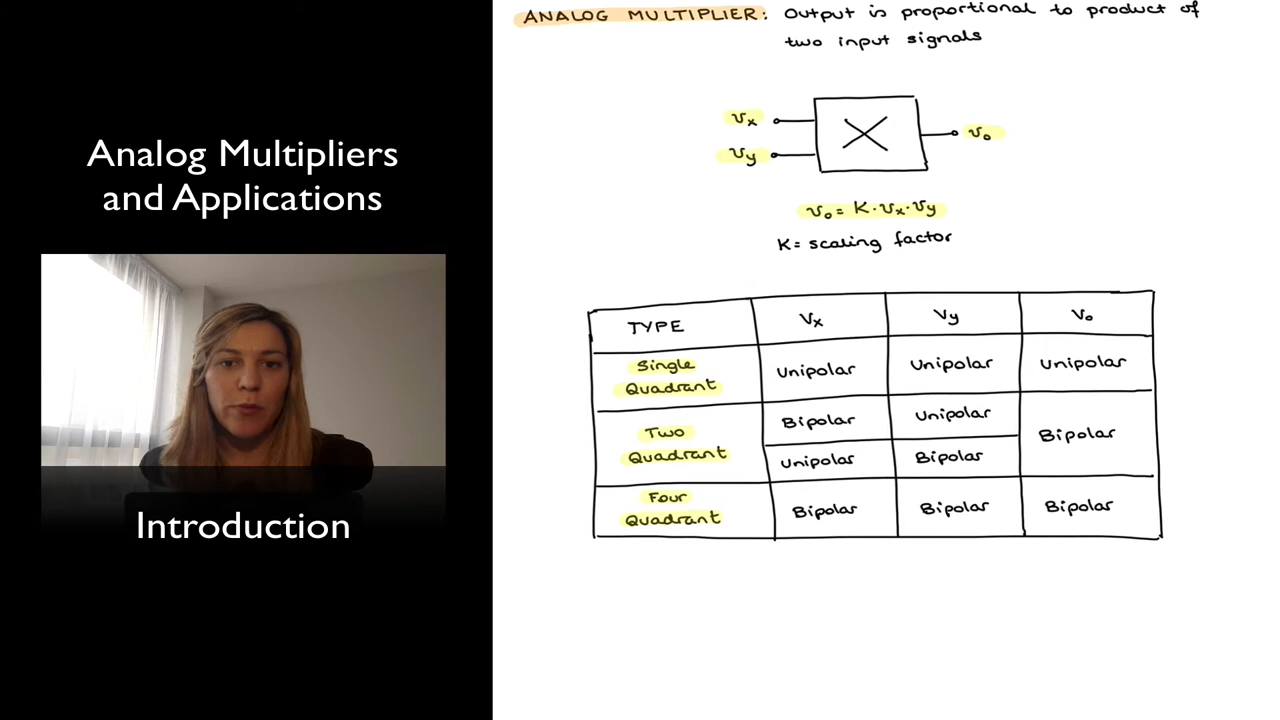 Analog Multipliers
and Applications
Introduction
ANALOG MULTIPLIER: Output is proportional to product of
two input signals
vx
vy
vo
vo = K·vx·vy
K = scaling factor
TYPE Vx Vy Vo
Single
Quadrant
Unipolar Unipolar Unipolar
Two
Quadrant
Bipolar Unipolar
Unipolar Bipolar
Bipolar
Four
Quadrant
Bipolar Bipolar Bipolar